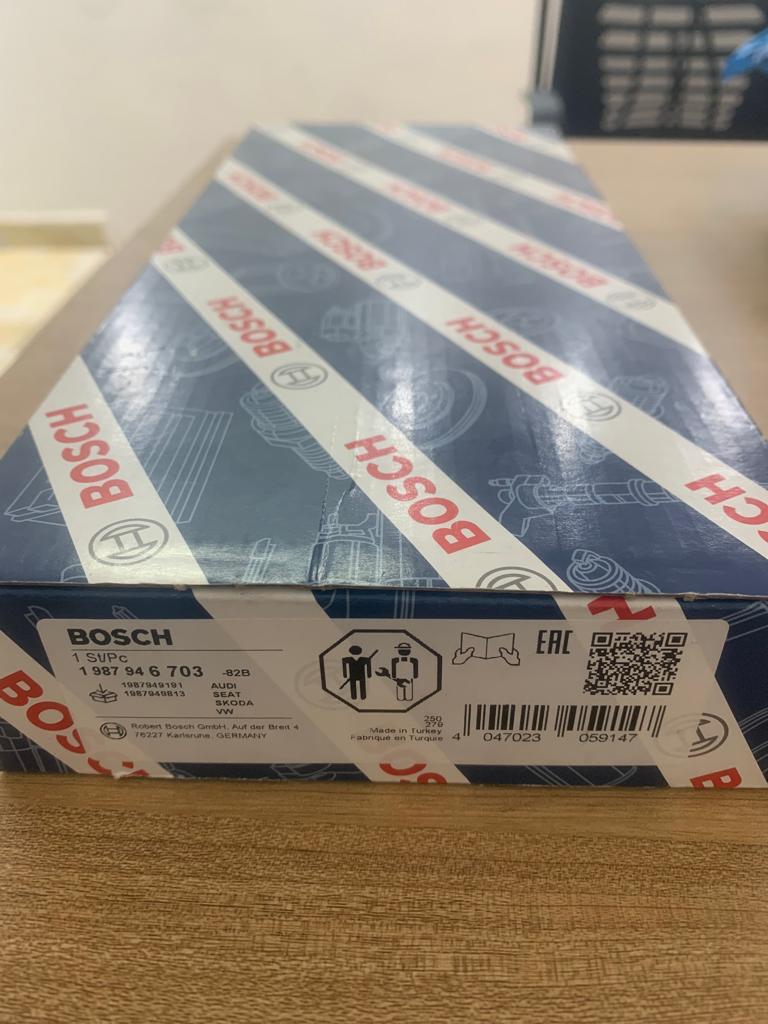 BOSCH
BOSCH
BOSCH
BOSCH
BOSCH
BOSCH
BOSCH
BOSCH
BOSCH
1 St/Pc
1 987 94 6 703 -82B
1987949191
1987949813
AUDI
SEAT
SKODA
VW
Robert Bosch GmbH, Auf der Breit 4
76227 Karlsruhe, GERMANY
250
279
Made in Turkey
Fabriqué en Turquie
EAC
4 047023 059147
BOSCH